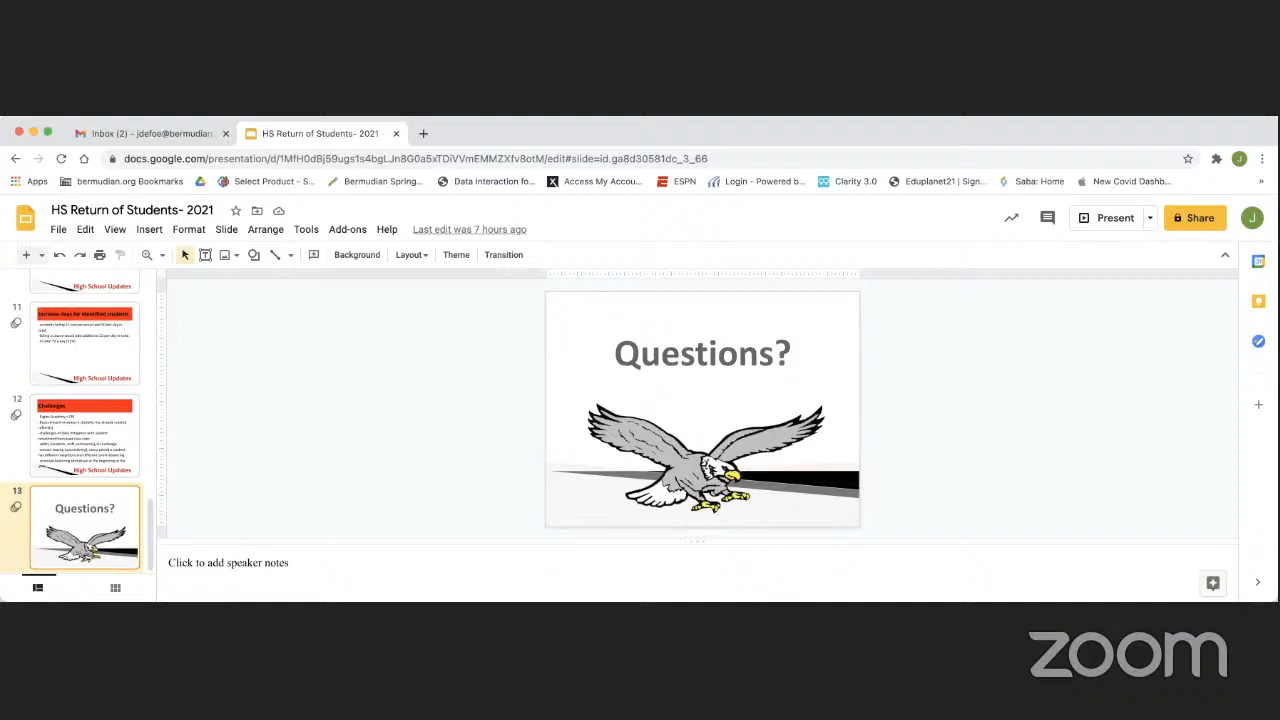 Inbox (2) - jdefoe@bermudian.
HS Return of Students- 2021 -
docs.google.com/presentation/d/1MfH0dBj59ugs1s4bgLJn8G0a5xTDiVVmEMMZXfv8otM/edit#slide=id.ga8d30581dc_3_66
J
Apps
bermudian.org Bookmarks
Select Product - S...
Bermudian Spring...
Data Interaction fo...
Access My Accou...
ESPN
Login - Powered b...
Clarity 3.0
Eduplanet21 | Sign...
Saba: Home
New Covid Dashb...
»
HS Return of Students- 2021
File Edit View Insert Format Slide Arrange Tools Add-ons Help Last edit was 7 hours ago
Present
Share
J
Background Layout Theme Transition
High School Updates
11
Increase days for identified students
High School Updates
12
Challenges
High School Updates
13
Questions?
Questions?
Click to add speaker notes
zoom